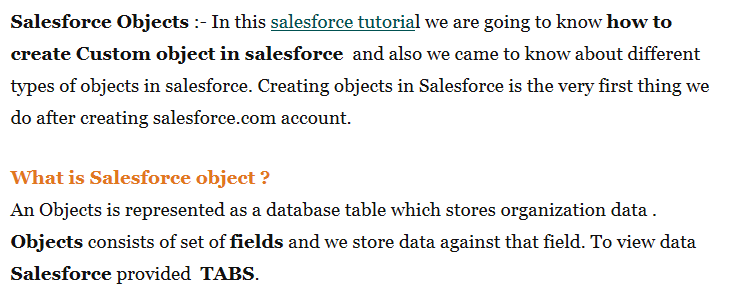 Salesforce Objects :- In this salesforce tutorial we are going to know how to
create Custom object in salesforce and also we came to know about different
types of objects in salesforce. Creating objects in Salesforce is the very first thing we
do after creating salesforce.com account.
What is Salesforce object ?
An Objects is represented as a database table which stores organization data .
Objects consists of set of fields and we store data against that field. To view data
Salesforce provided TABS.